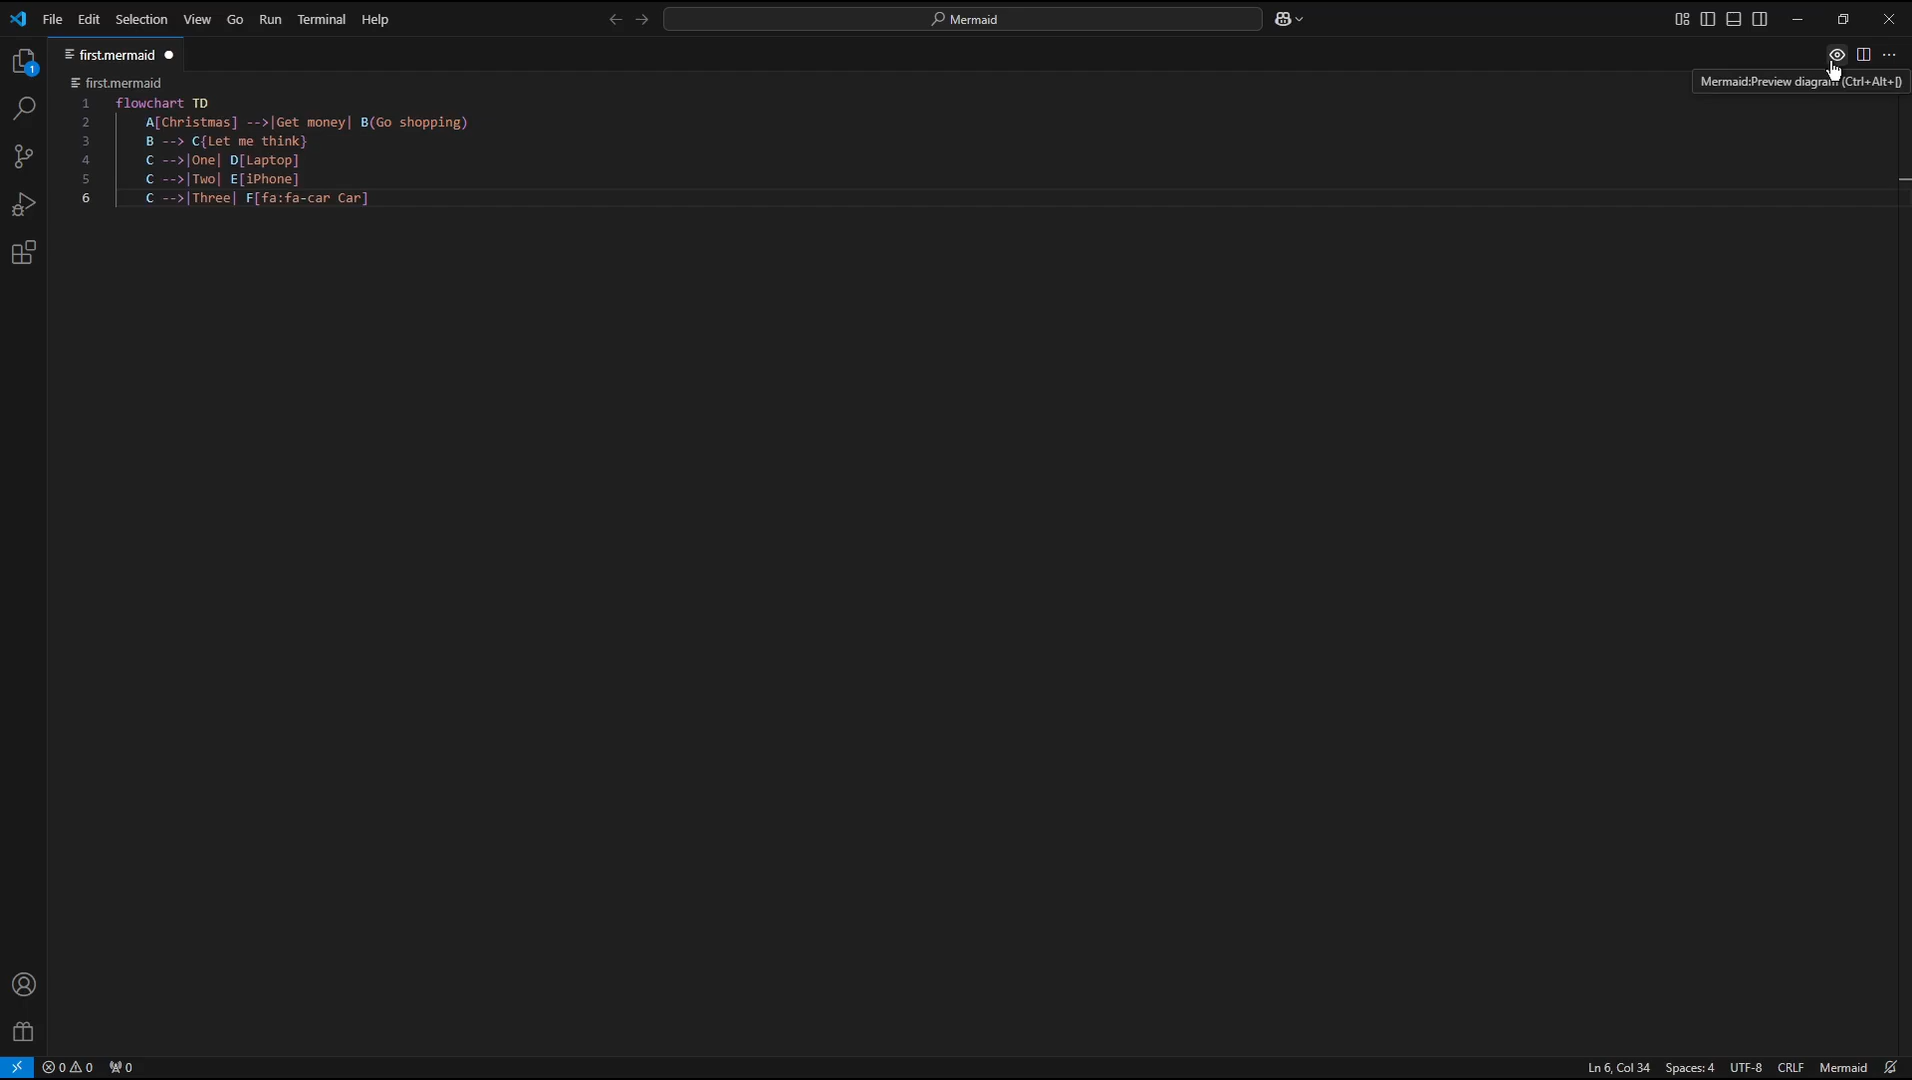 File Edit Selection View Go Run Terminal Help
Mermaid
first.mermaid
Mermaid:Preview diagram (Ctrl+Alt+[)
1
first.mermaid
1 flowchart TD
2 A[Christmas] -->|Get money| B(Go shopping)
3 B --> C{Let me think}
4 C -->|One| D[Laptop]
5 C -->|Two| E[iPhone]
6 C -->|Three| F[fa:fa-car Car]
0 0 0 Ln 6, Col 34 Spaces: 4 UTF-8 CRLF Mermaid